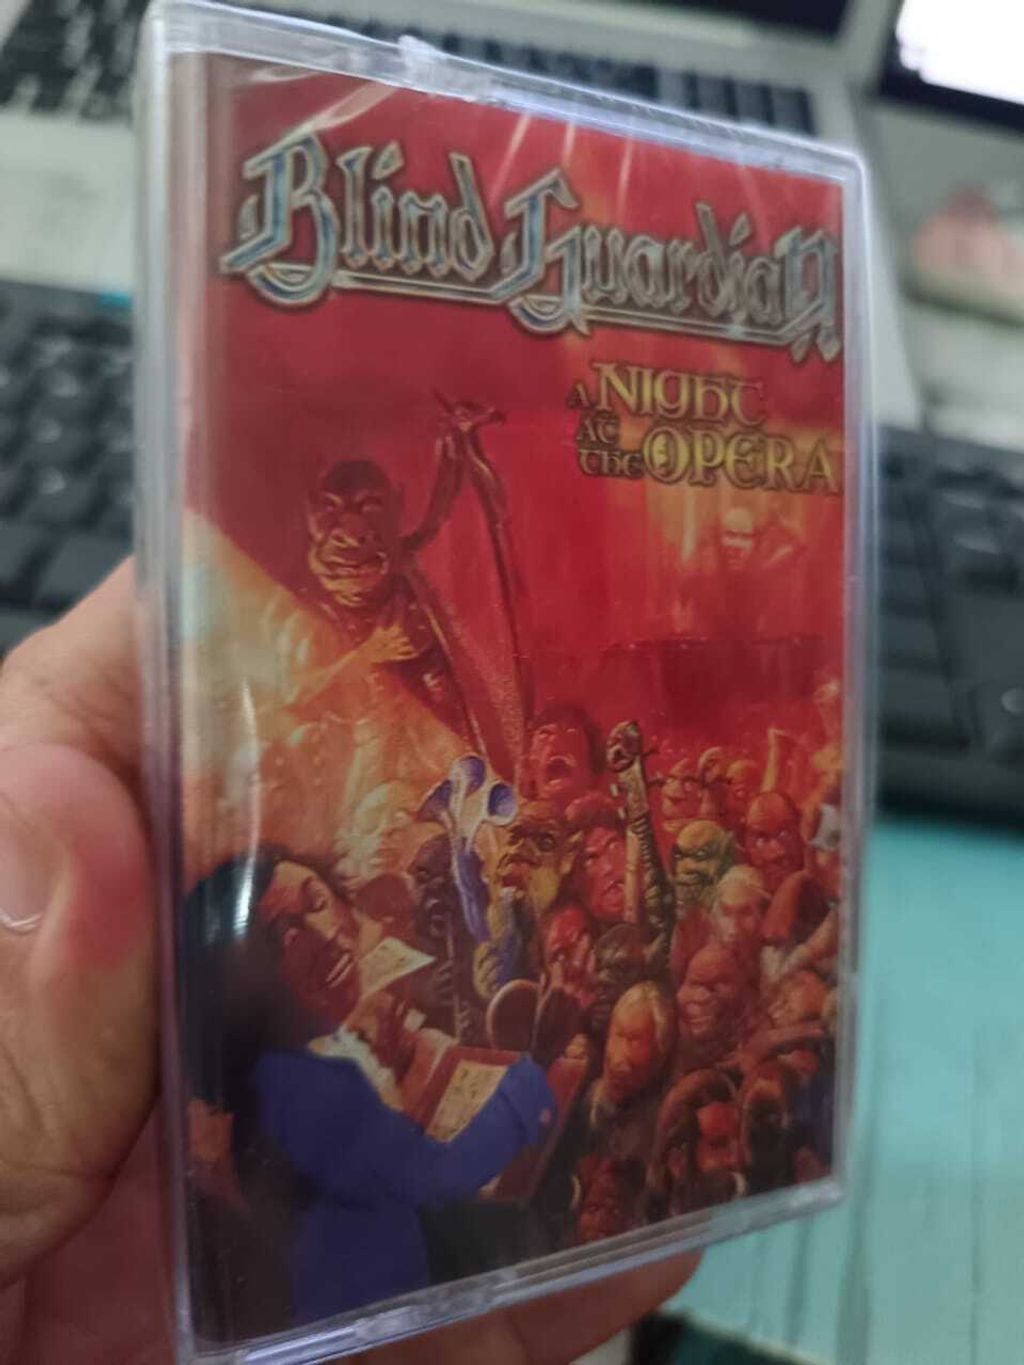 Blind Guardian
A NIGHT
AT
THE OPERA